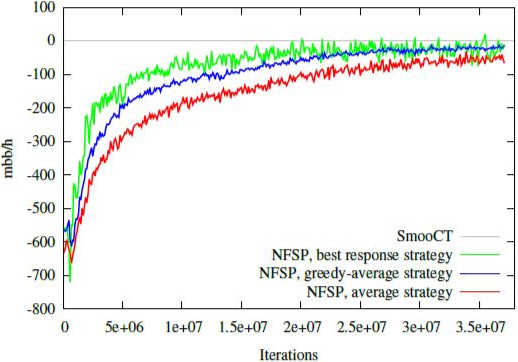 100
0
-100
-200
-300
-400
-500
-600
-700
-800
mbb/h
SmooCT
NFSP, best response strategy
NFSP, greedy-average strategy
NFSP, average strategy
0 5e+06 1e+07 1.5e+07 2e+07 2.5e+07 3e+07 3.5e+07
Iterations